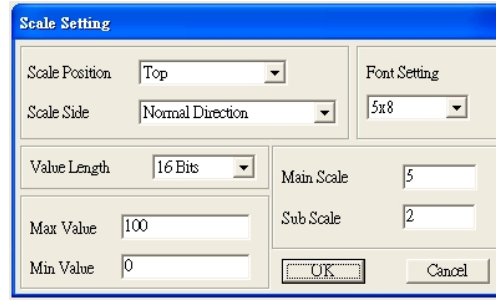 Scale Setting
Scale Position Top
Scale Side Normal Direction
Font Setting
5x8
Value Length 16 Bits
Max Value 100
Min Value 0
Main Scale 5
Sub Scale 2
OK Cancel